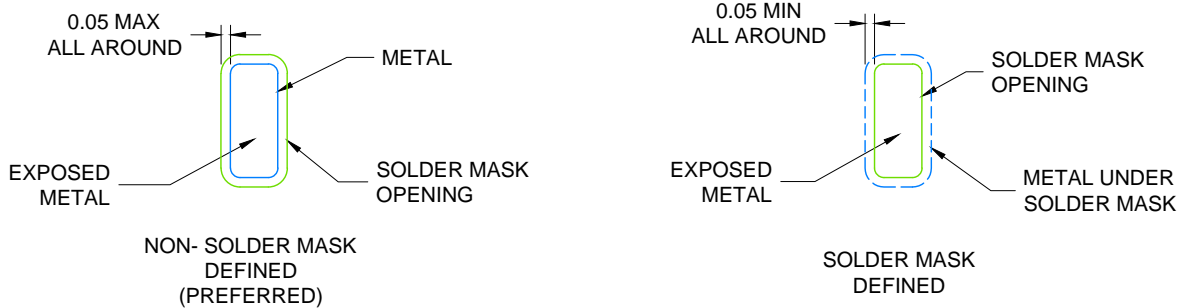 0.05 MAX
ALL AROUND
METAL
EXPOSED
METAL
SOLDER MASK
OPENING
NON- SOLDER MASK
DEFINED
(PREFERRED)
0.05 MIN
ALL AROUND
SOLDER MASK
OPENING
EXPOSED
METAL
METAL UNDER
SOLDER MASK
SOLDER MASK
DEFINED